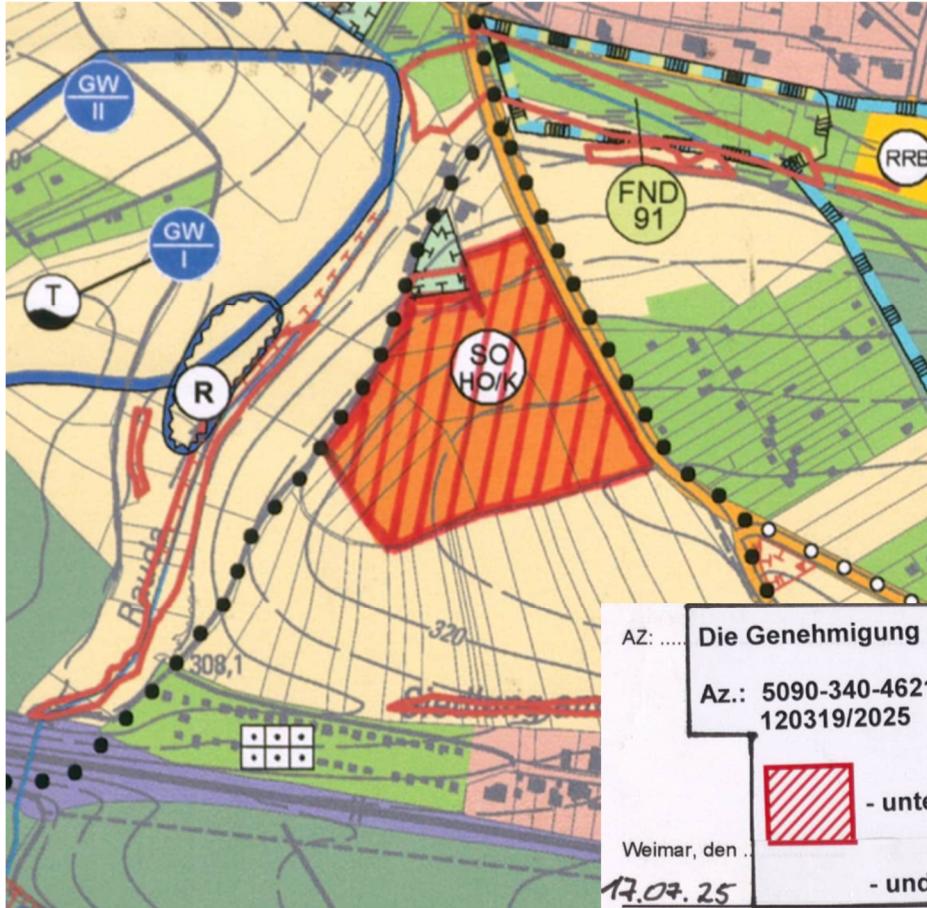 GW
II
GW
I
T
R
FND
91
RRB
SO
HO/K
320
308,1
AZ: .....
Die Genehmigung
Az.: 5090-340-4621
120319/2025
- unte
Weimar, den ..
17.07.25
- und